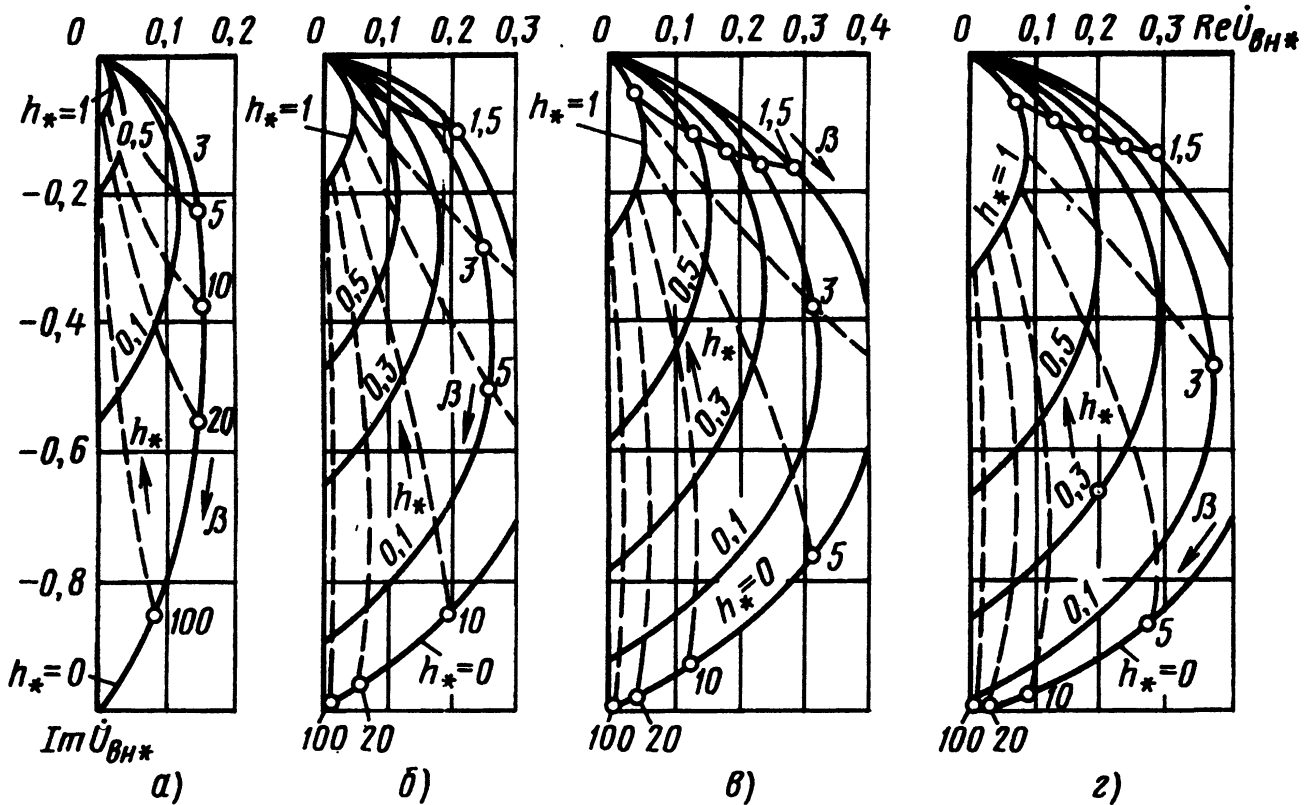 0 0,1 0,2 0 0,1 0,2 0,3 0 0,1 0,2 0,3 0,4 0 0,1 0,2 0,3 ReU̇вн*
h*=1 0,5 3 5 10 20 0,1 h* β 100 h*=0
-0,2
-0,4
-0,6
-0,8
ImU̇вн*
h*=1 1,5 3 0,5 0,3 5 β h* 0,1 10 h*=0
100 20
h*=1 1,5 β 3 0,5 h* 0,3 0,1 h*=0 5 10
100 20
1,5 h*=1 3 0,5 h* 0,3 β 0,1 5 10 h*=0
100 20
а) б) в) г)